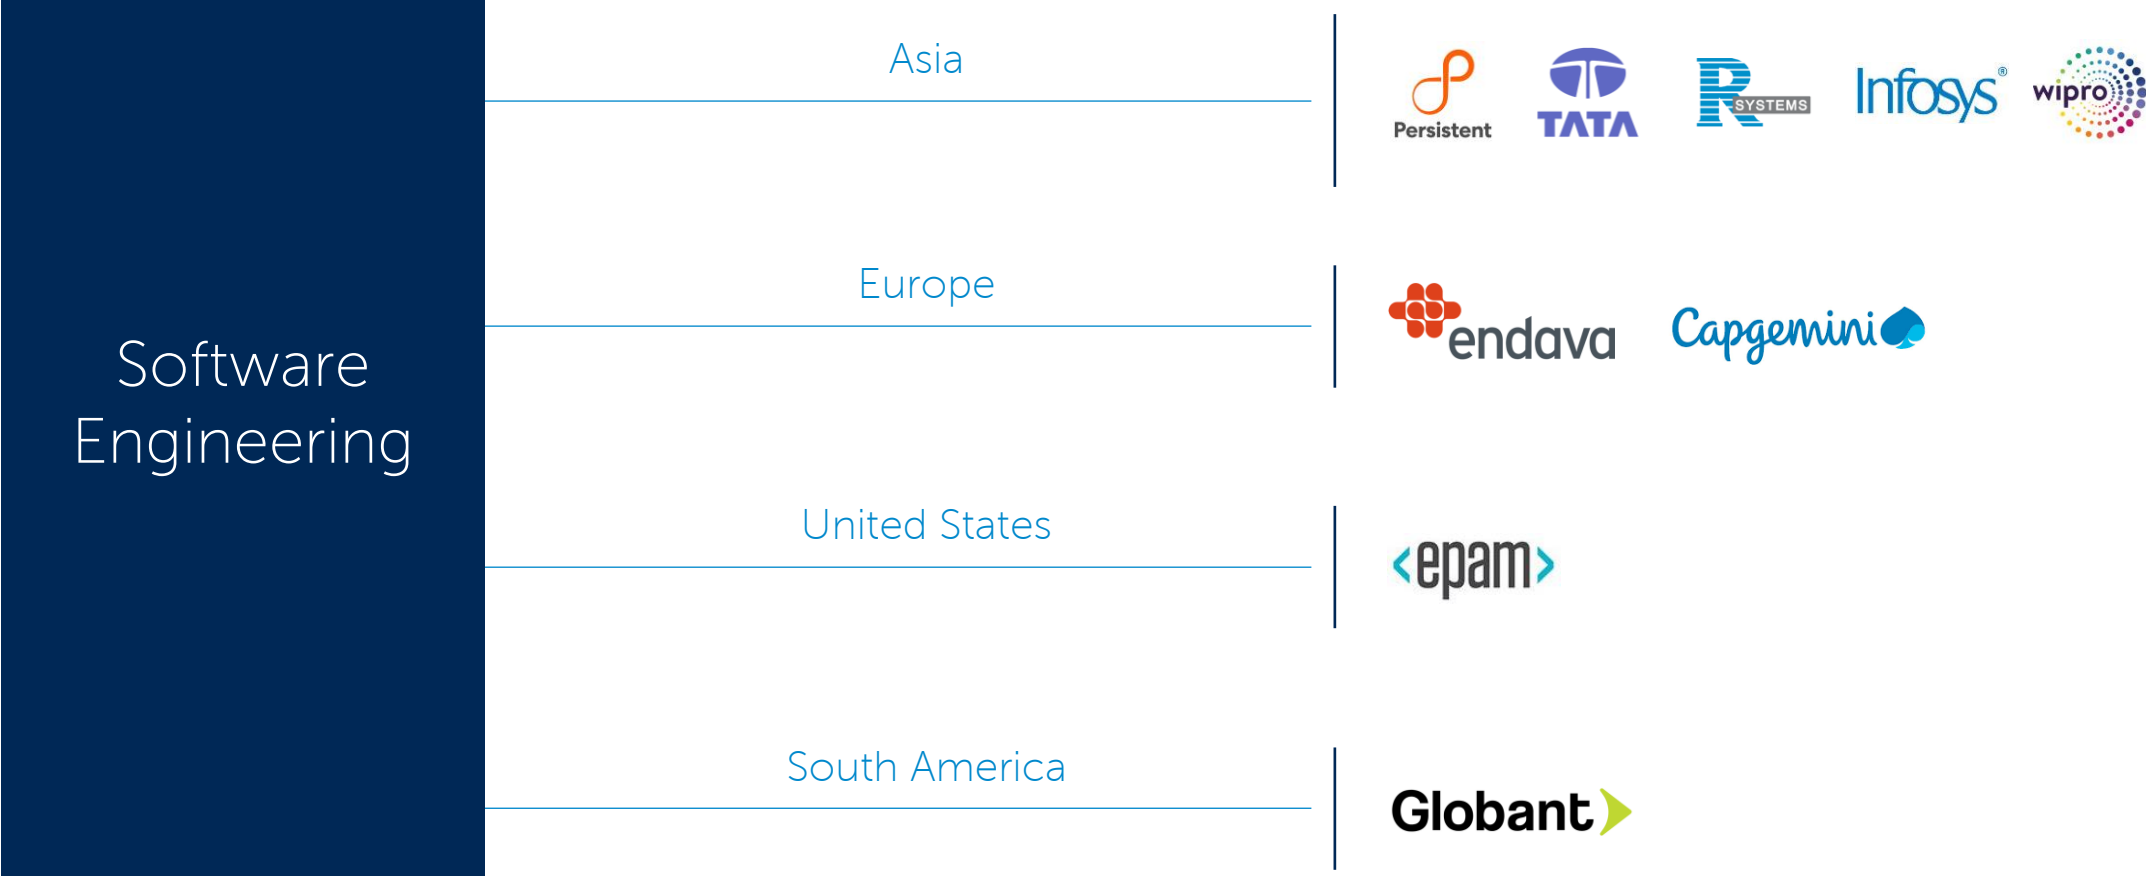 Software
Engineering
Asia
Persistent
TATA
R SYSTEMS
Infosys®
wipro
Europe
endava
Capgemini
United States
<epam>
South America
Globant